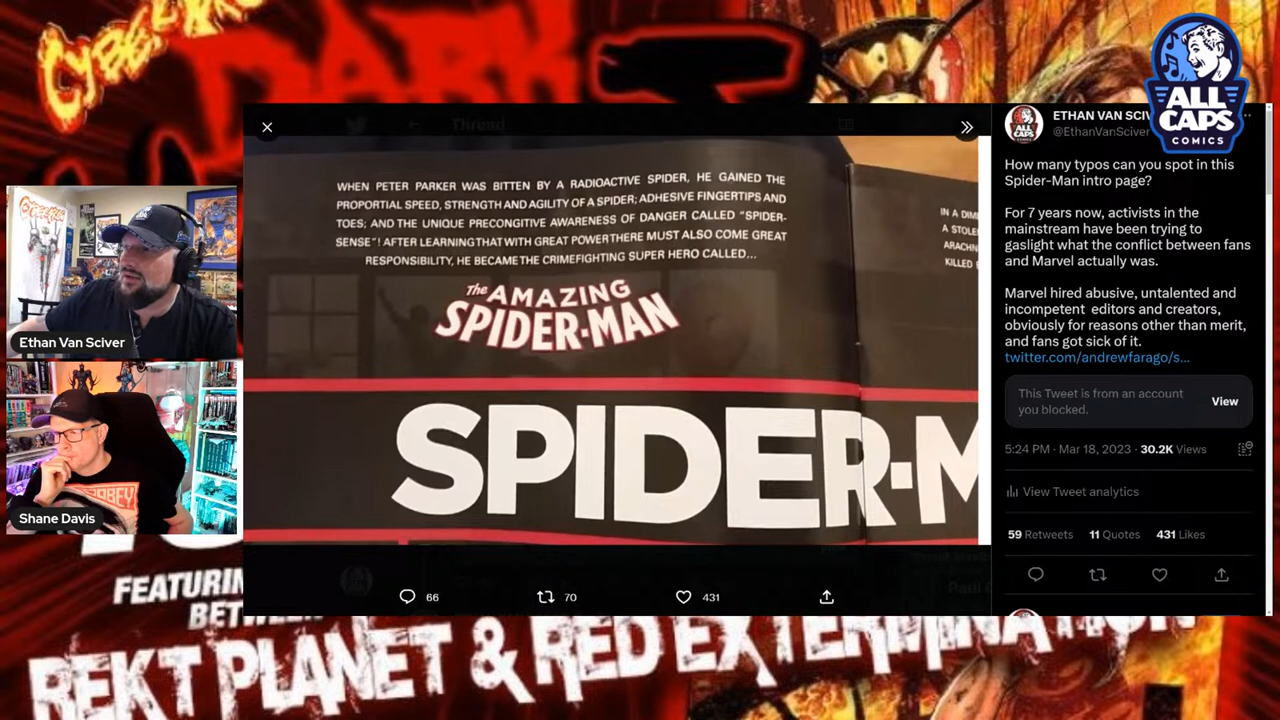 CYBER
DARK
ALL
CAPS
COMICS
Thread
ETHAN VAN SCIV
@EthanVanSciver
How many typos can you spot in this
Spider-Man intro page?
For 7 years now, activists in the
mainstream have been trying to
gaslight what the conflict between fans
and Marvel actually was.
Marvel hired abusive, untalented and
incompetent editors and creators,
obviously for reasons other than merit,
and fans got sick of it.
twitter.com/andrewfarago/s...
This Tweet is from an account
you blocked.
View
5:24 PM · Mar 18, 2023 · 30.2K Views
View Tweet analytics
59 Retweets 11 Quotes 431 Likes
WHEN PETER PARKER WAS BITTEN BY A RADIOACTIVE SPIDER, HE GAINED THE
PROPORTIAL SPEED, STRENGTH AND AGILITY OF A SPIDER; ADHESIVE FINGERTIPS AND
TOES; AND THE UNIQUE PRECONGITIVE AWARENESS OF DANGER CALLED "SPIDER-
SENSE"! AFTER LEARNING THAT WITH GREAT POWER THERE MUST ALSO COME GREAT
RESPONSIBILITY, HE BECAME THE CRIMEFIGHTING SUPER HERO CALLED...
The AMAZING
SPIDER-MAN
SPIDER-M
IN A DIM
A STOLE
ARACHN
KILLED
66 70 431
Ethan Van Sciver
Shane Davis
FEATURIN
BETWEEN
REKT PLANET & RED EXTERMINATION